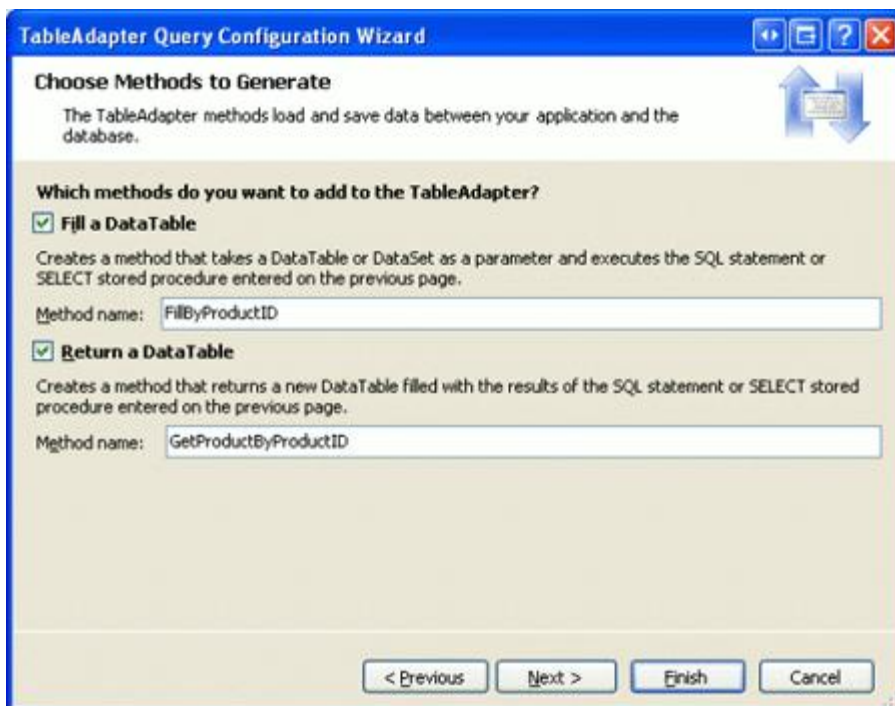 TableAdapter Query Configuration Wizard
Choose Methods to Generate
The TableAdapter methods load and save data between your application and the
database.
Which methods do you want to add to the TableAdapter?
Fill a DataTable
Creates a method that takes a DataTable or DataSet as a parameter and executes the SQL statement or
SELECT stored procedure entered on the previous page.
Method name: FillByProductID
Return a DataTable
Creates a method that returns a new DataTable filled with the results of the SQL statement or SELECT stored
procedure entered on the previous page.
Method name: GetProductByProductID
< Previous Next > Finish Cancel